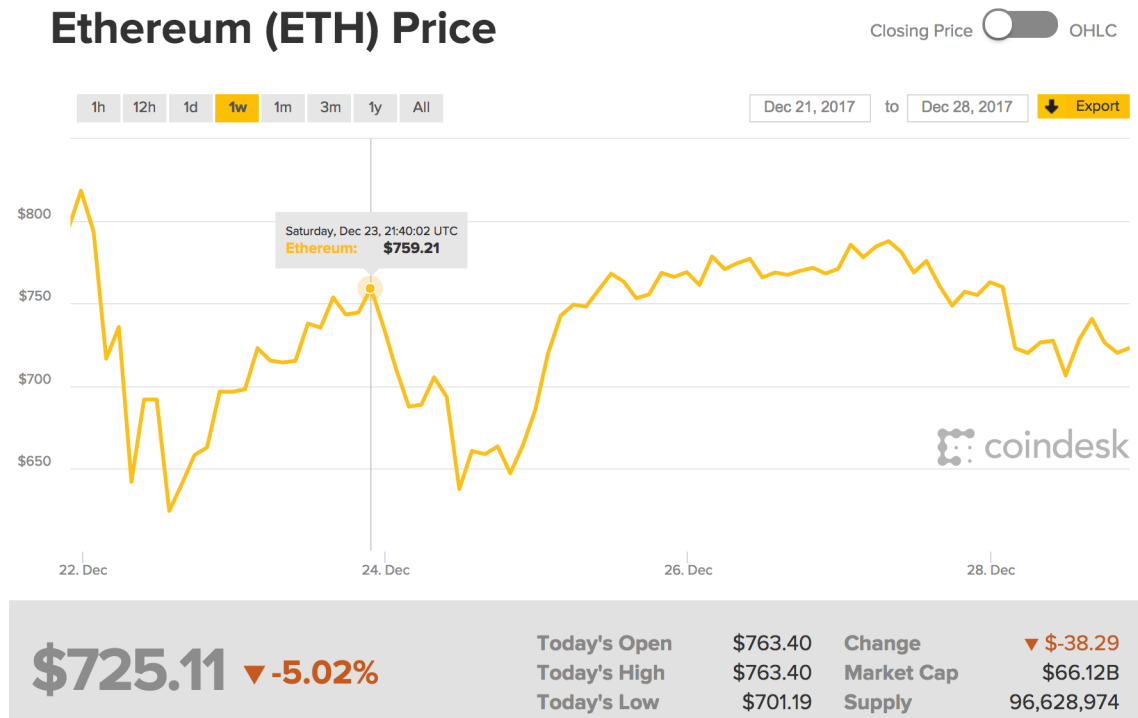 Ethereum (ETH) Price
Closing Price OHLC
1h 12h 1d 1w 1m 3m 1y All
Dec 21, 2017 to Dec 28, 2017 Export
$800
Saturday, Dec 23, 21:40:02 UTC
Ethereum: $759.21
$750
$700
$650
coindesk
22. Dec 24. Dec 26. Dec 28. Dec
$725.11 ▼ -5.02%
Today's Open $763.40 Change ▼ $-38.29
Today's High $763.40 Market Cap $66.12B
Today's Low $701.19 Supply 96,628,974